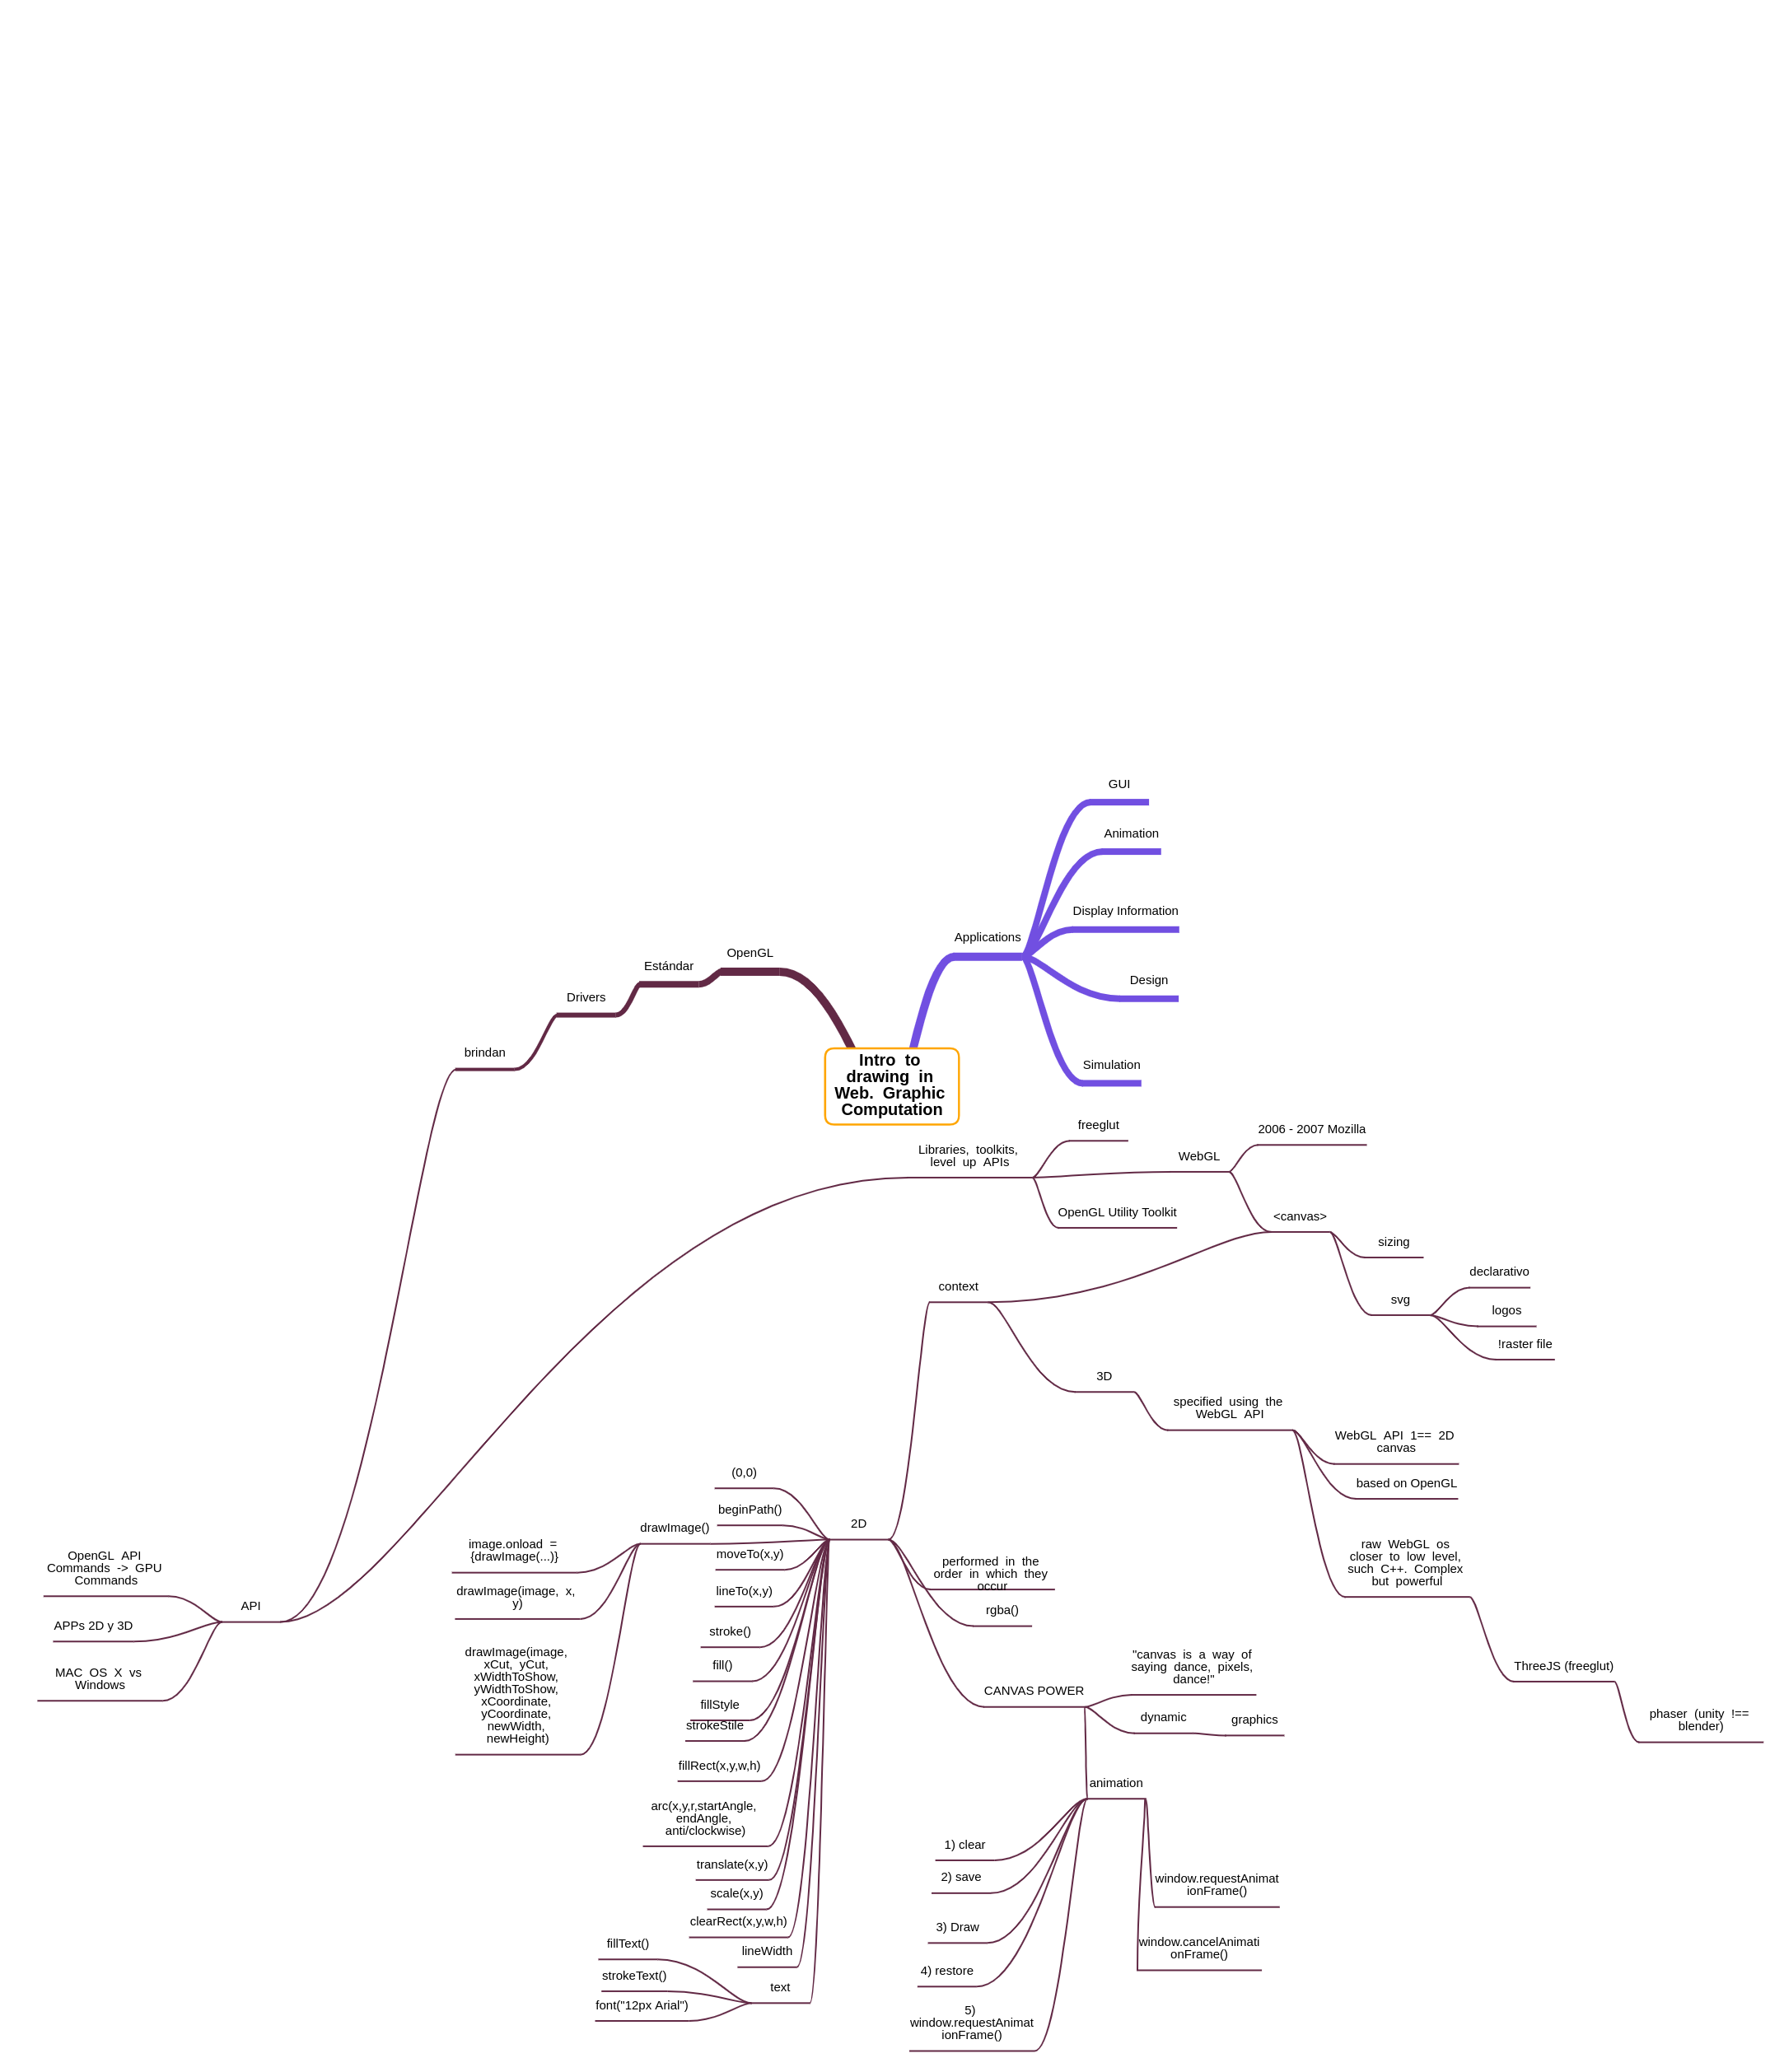 GUI
Animation
Display Information
Applications
Design
Simulation
OpenGL
Estándar
Drivers
brindan
Intro to
drawing in
Web. Graphic
Computation
freeglut
2006 - 2007 Mozilla
Libraries, toolkits,
level up APIs
WebGL
OpenGL Utility Toolkit
<canvas>
sizing
declarativo
context
svg
logos
!raster file
3D
specified using the
WebGL API
WebGL API 1== 2D
canvas
based on OpenGL
raw WebGL os
closer to low level,
such C++. Complex
but powerful
ThreeJS (freeglut)
phaser (unity !==
blender)
(0,0)
beginPath()
2D
drawImage()
image.onload =
{drawImage(...)}
drawImage(image, x,
y)
drawImage(image,
xCut, yCut,
xWidthToShow,
yWidthToShow,
xCoordinate,
yCoordinate,
newWidth,
newHeight)
moveTo(x,y)
lineTo(x,y)
stroke()
fill()
fillStyle
strokeStile
fillRect(x,y,w,h)
arc(x,y,r,startAngle,
endAngle,
anti/clockwise)
translate(x,y)
scale(x,y)
clearRect(x,y,w,h)
lineWidth
text
fillText()
strokeText()
font("12px Arial")
performed in the
order in which they
occur
rgba()
CANVAS POWER
"canvas is a way of
saying dance, pixels,
dance!"
dynamic
graphics
animation
1) clear
2) save
3) Draw
4) restore
5)
window.requestAnimat
ionFrame()
window.requestAnimat
ionFrame()
window.cancelAnimati
onFrame()
OpenGL API
Commands -> GPU
Commands
API
APPs 2D y 3D
MAC OS X vs
Windows